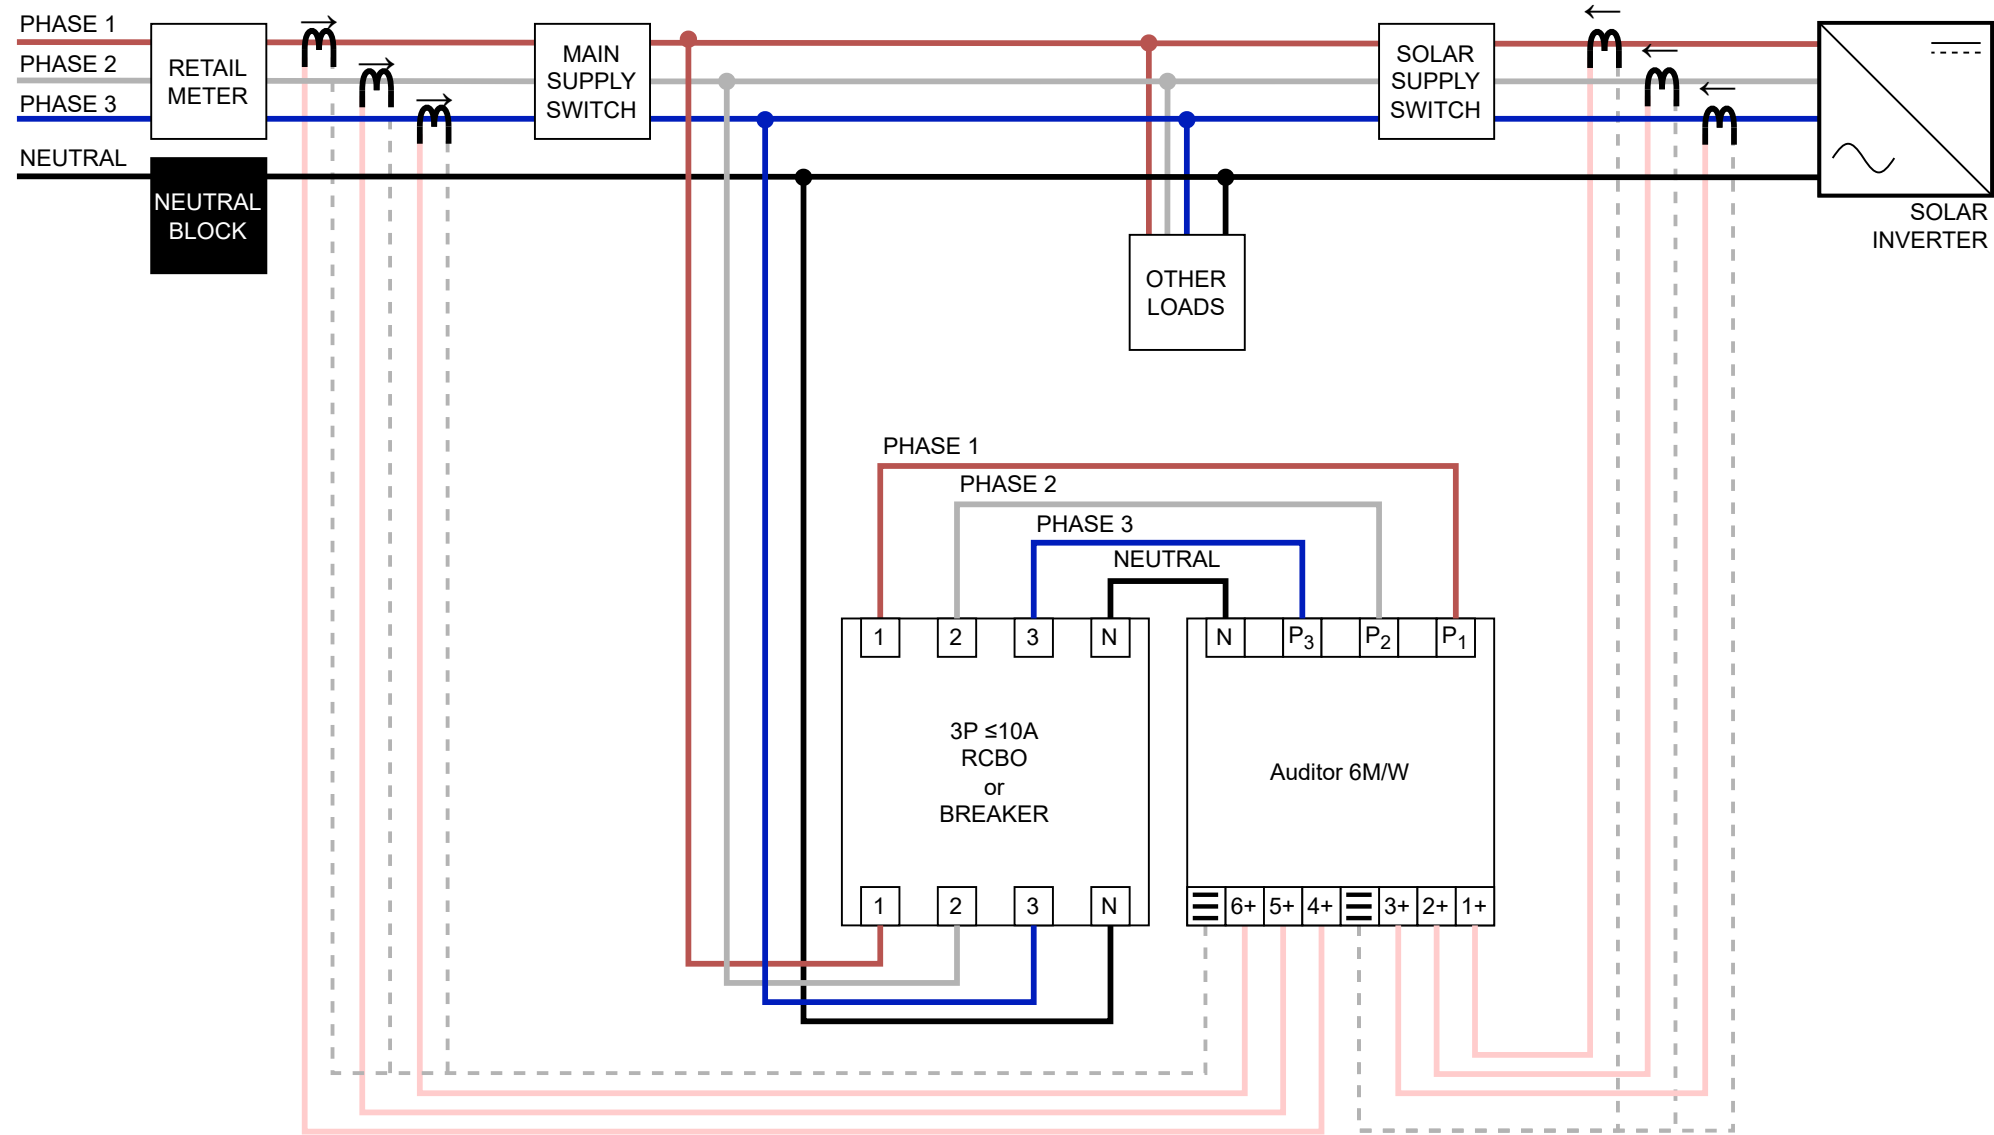 PHASE 1
PHASE 2
PHASE 3
NEUTRAL
RETAIL
METER
NEUTRAL
BLOCK
MAIN
SUPPLY
SWITCH
SOLAR
SUPPLY
SWITCH
SOLAR
INVERTER
OTHER
LOADS
PHASE 1
PHASE 2
PHASE 3
NEUTRAL
1 2 3 N
3P ≤10A
RCBO
or
BREAKER
1 2 3 N
N P3 P2 P1
Auditor 6M/W
6+ 5+ 4+ 3+ 2+ 1+